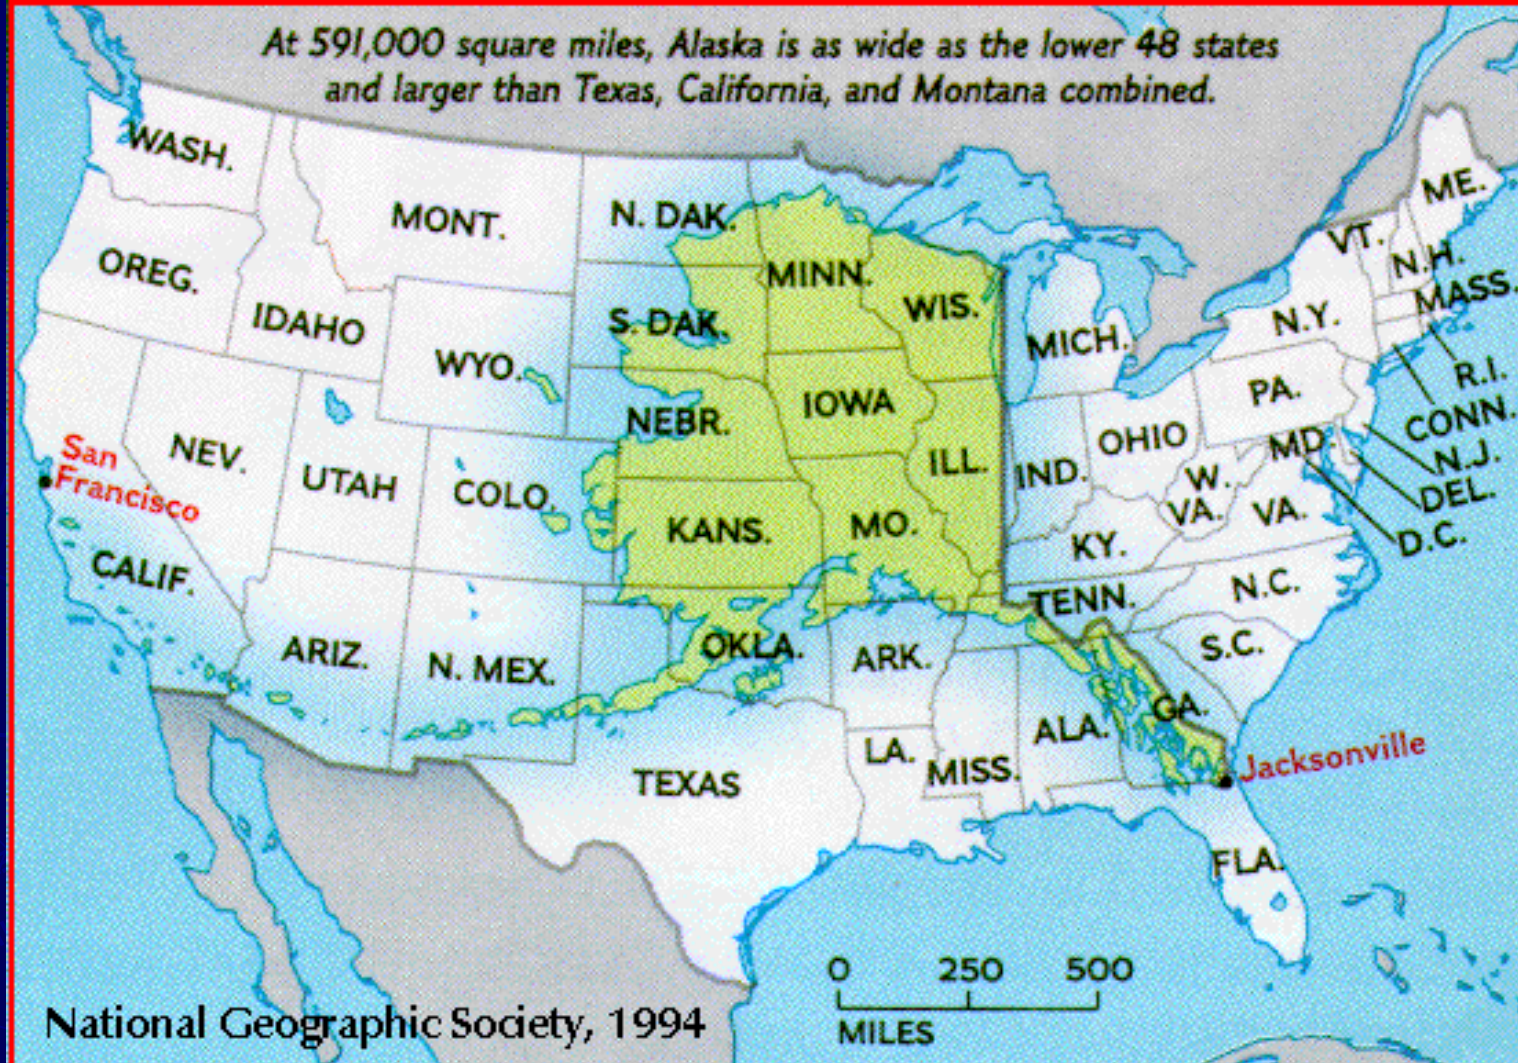 At 591,000 square miles, Alaska is as wide as the lower 48 states
and larger than Texas, California, and Montana combined.
WASH.
MONT.
N. DAK.
MINN.
ME.
VT.
N.H.
OREG.
IDAHO
WYO.
S. DAK.
WIS.
MICH.
N.Y.
MASS.
R.I.
CONN.
NEBR.
IOWA
PA.
N.J.
San
Francisco
NEV.
UTAH
COLO.
ILL.
IND.
OHIO
MD.
DEL.
D.C.
KANS.
MO.
W.
VA.
VA.
KY.
CALIF.
ARIZ.
N. MEX.
OKLA.
ARK.
TENN.
N.C.
S.C.
TEXAS
LA.
MISS.
ALA.
GA.
Jacksonville
FLA.
0 250 500
MILES
National Geographic Society, 1994